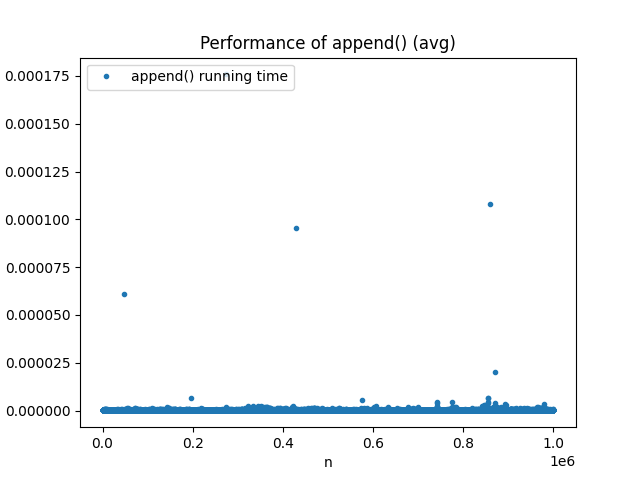 Performance of append() (avg)
append() running time
0.000175
0.000150
0.000125
0.000100
0.000075
0.000050
0.000025
0.000000
0.0 0.2 0.4 0.6 0.8 1.0
1e6
n